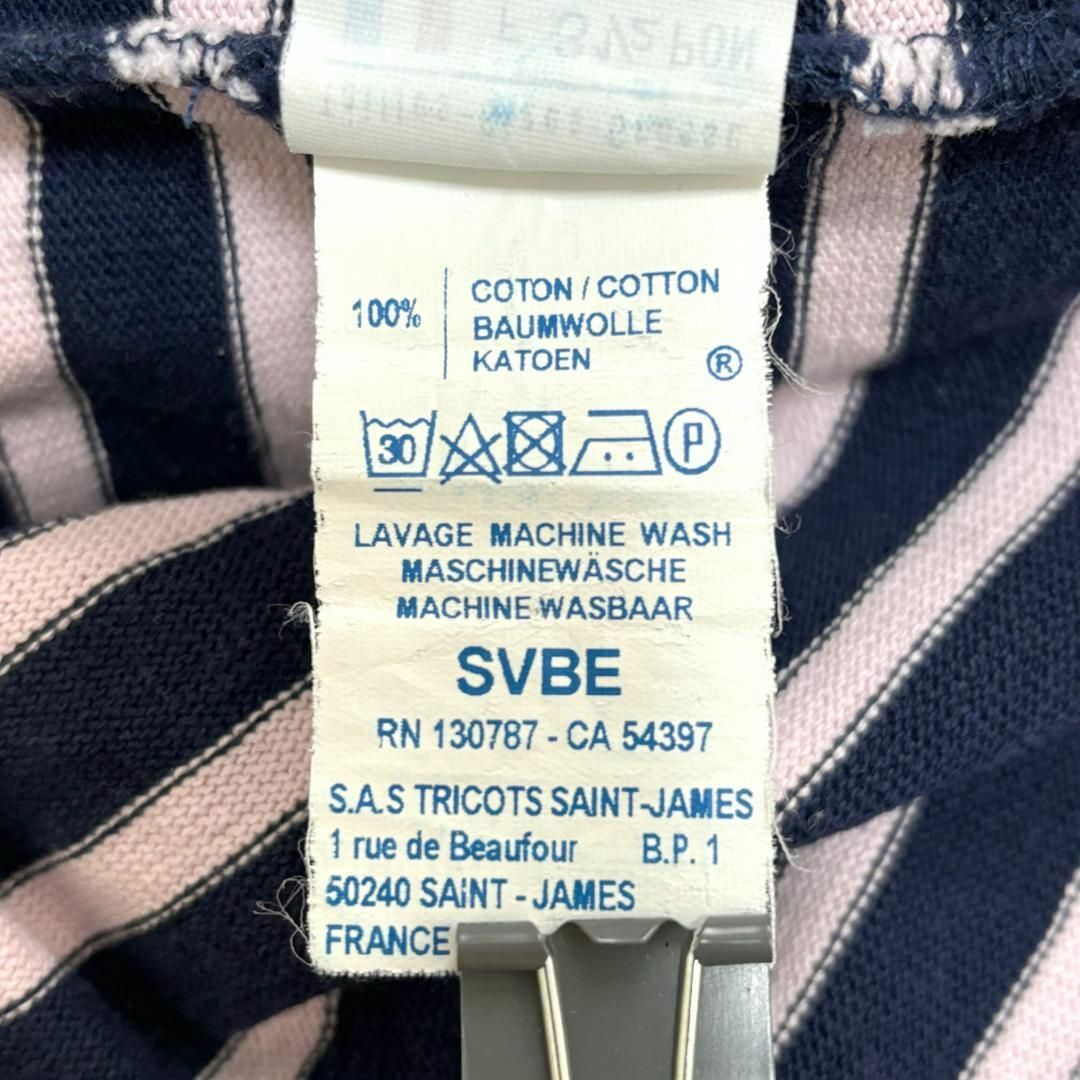 100%
COTON / COTTON
BAUMWOLLE
KATOEN
®
30
P
LAVAGE MACHINE WASH
MASCHINEWÄSCHE
MACHINE WASBAAR
SVBE
RN 130787 - CA 54397
S.A.S TRICOTS SAINT-JAMES
1 rue de Beaufour B.P. 1
50240 SAINT - JAMES
FRANCE